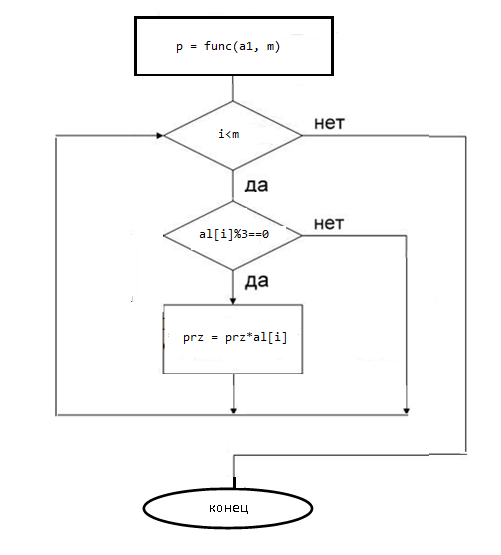 p = func(a1, m)
i<m
нет
да
al[i]%3==0
нет
да
prz = prz*al[i]
конец